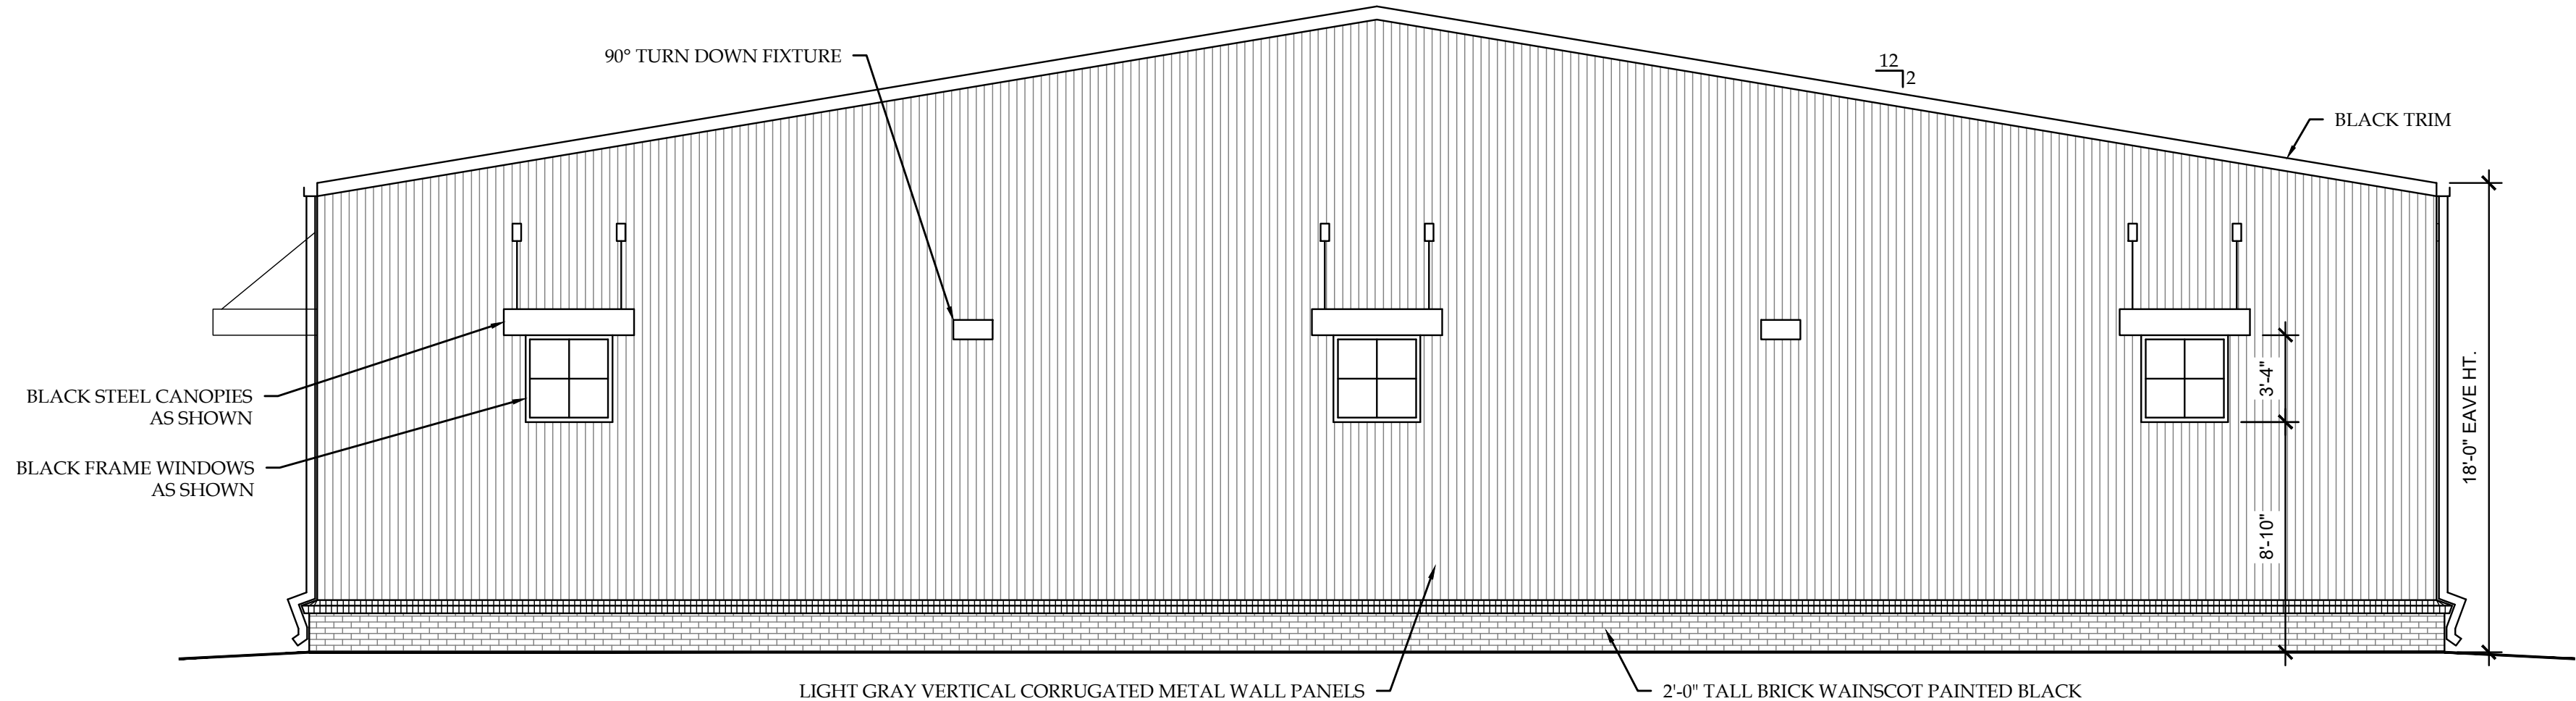 90° TURN DOWN FIXTURE
12
2
BLACK TRIM
BLACK STEEL CANOPIES
AS SHOWN
BLACK FRAME WINDOWS
AS SHOWN
3'-4"
8'-10"
18'-0" EAVE HT.
LIGHT GRAY VERTICAL CORRUGATED METAL WALL PANELS
2'-0" TALL BRICK WAINSCOT PAINTED BLACK